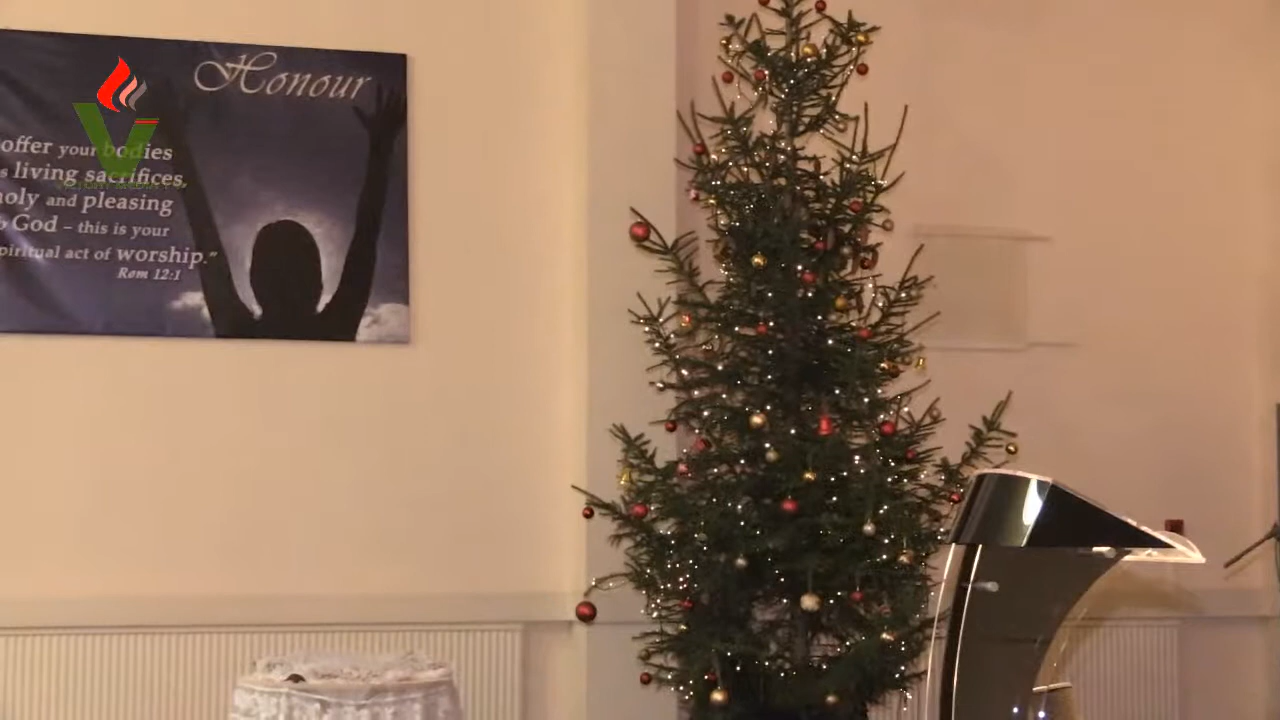 Honour
offer your bodies
s living sacrifices,
holy and pleasing
God – this is your
spiritual act of worship."
Rom 12:1
V